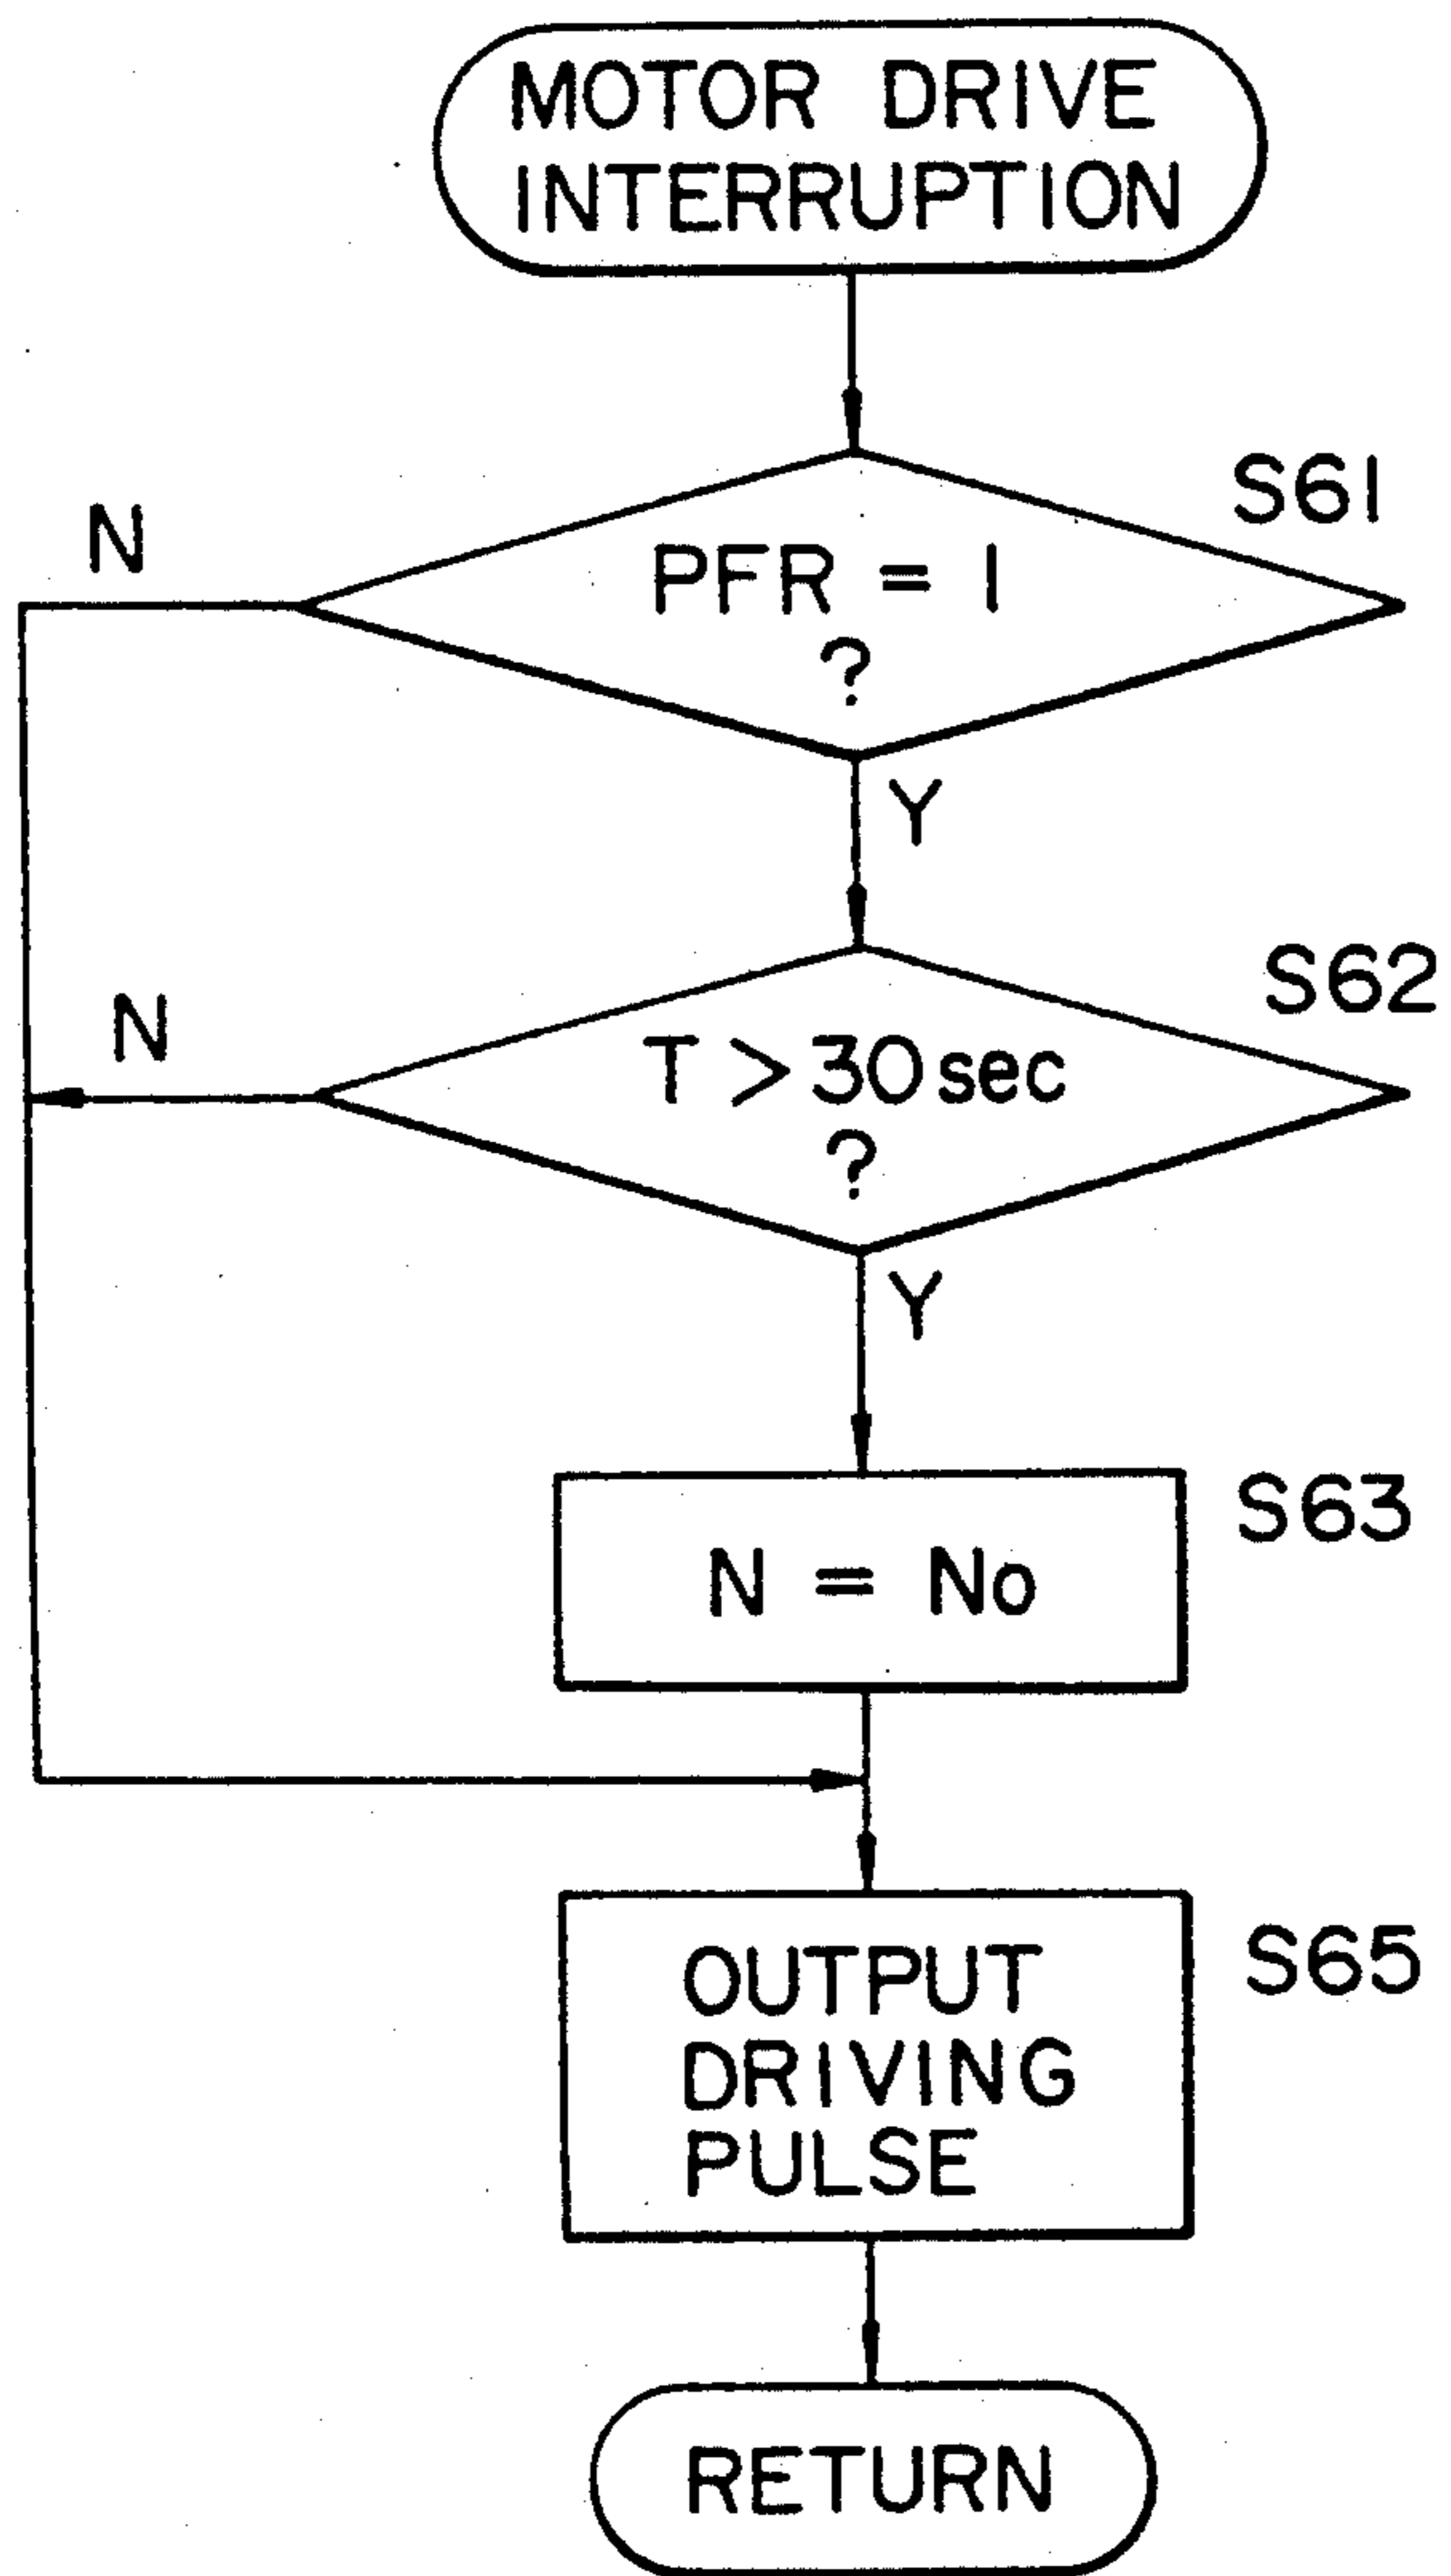 MOTOR DRIVE
INTERRUPTION
S61
N
PFR = 1
?
Y
S62
N
T > 30 sec
?
Y
S63
N = No
S65
OUTPUT
DRIVING
PULSE
RETURN